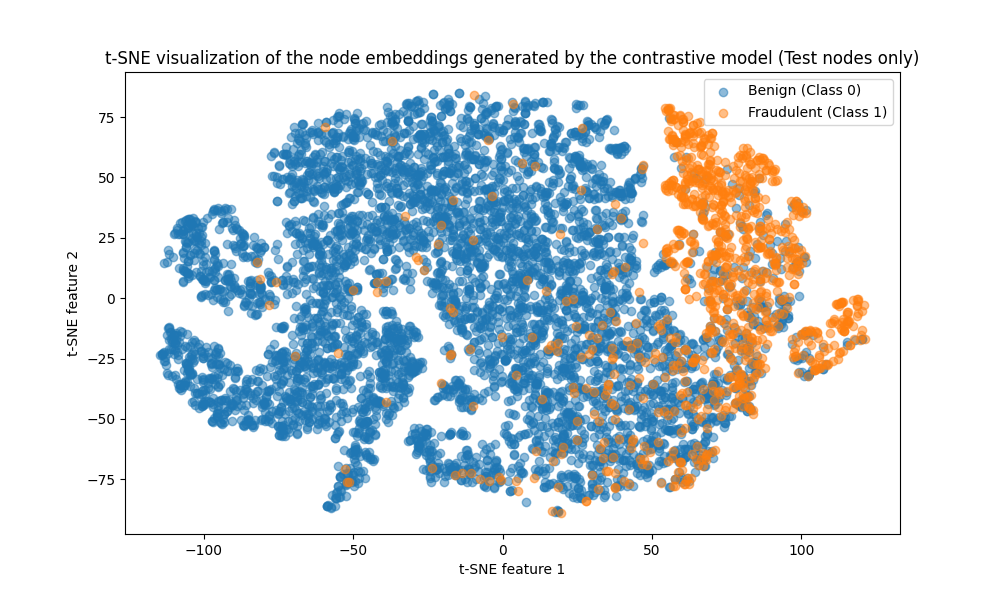 t-SNE visualization of the node embeddings generated by the contrastive model (Test nodes only)
Benign (Class 0)
Fraudulent (Class 1)
75
50
25
0
−25
−50
−75
t-SNE feature 2
−100
−50
0
50
100
t-SNE feature 1